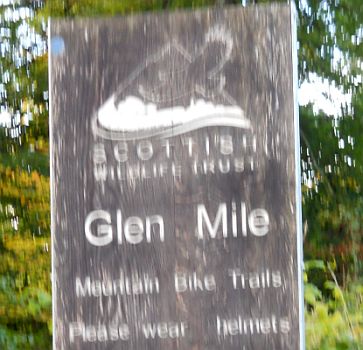 SCOTTISH
WILDLIFE TRUST
Glen Mile
Mountain Bike Trails
Please wear helmets